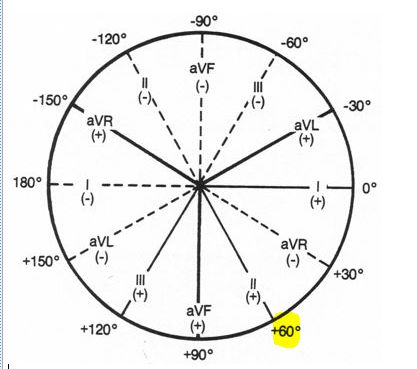 -90°
-120°
-60°
aVF
(-)
II
(-)
III
(-)
-150°
-30°
aVR
(+)
aVL
(+)
180°
I
(-)
I
(+)
0°
aVL
(-)
aVR
(-)
+150°
+30°
III
(+)
II
(+)
aVF
(+)
+120°
+60°
+90°